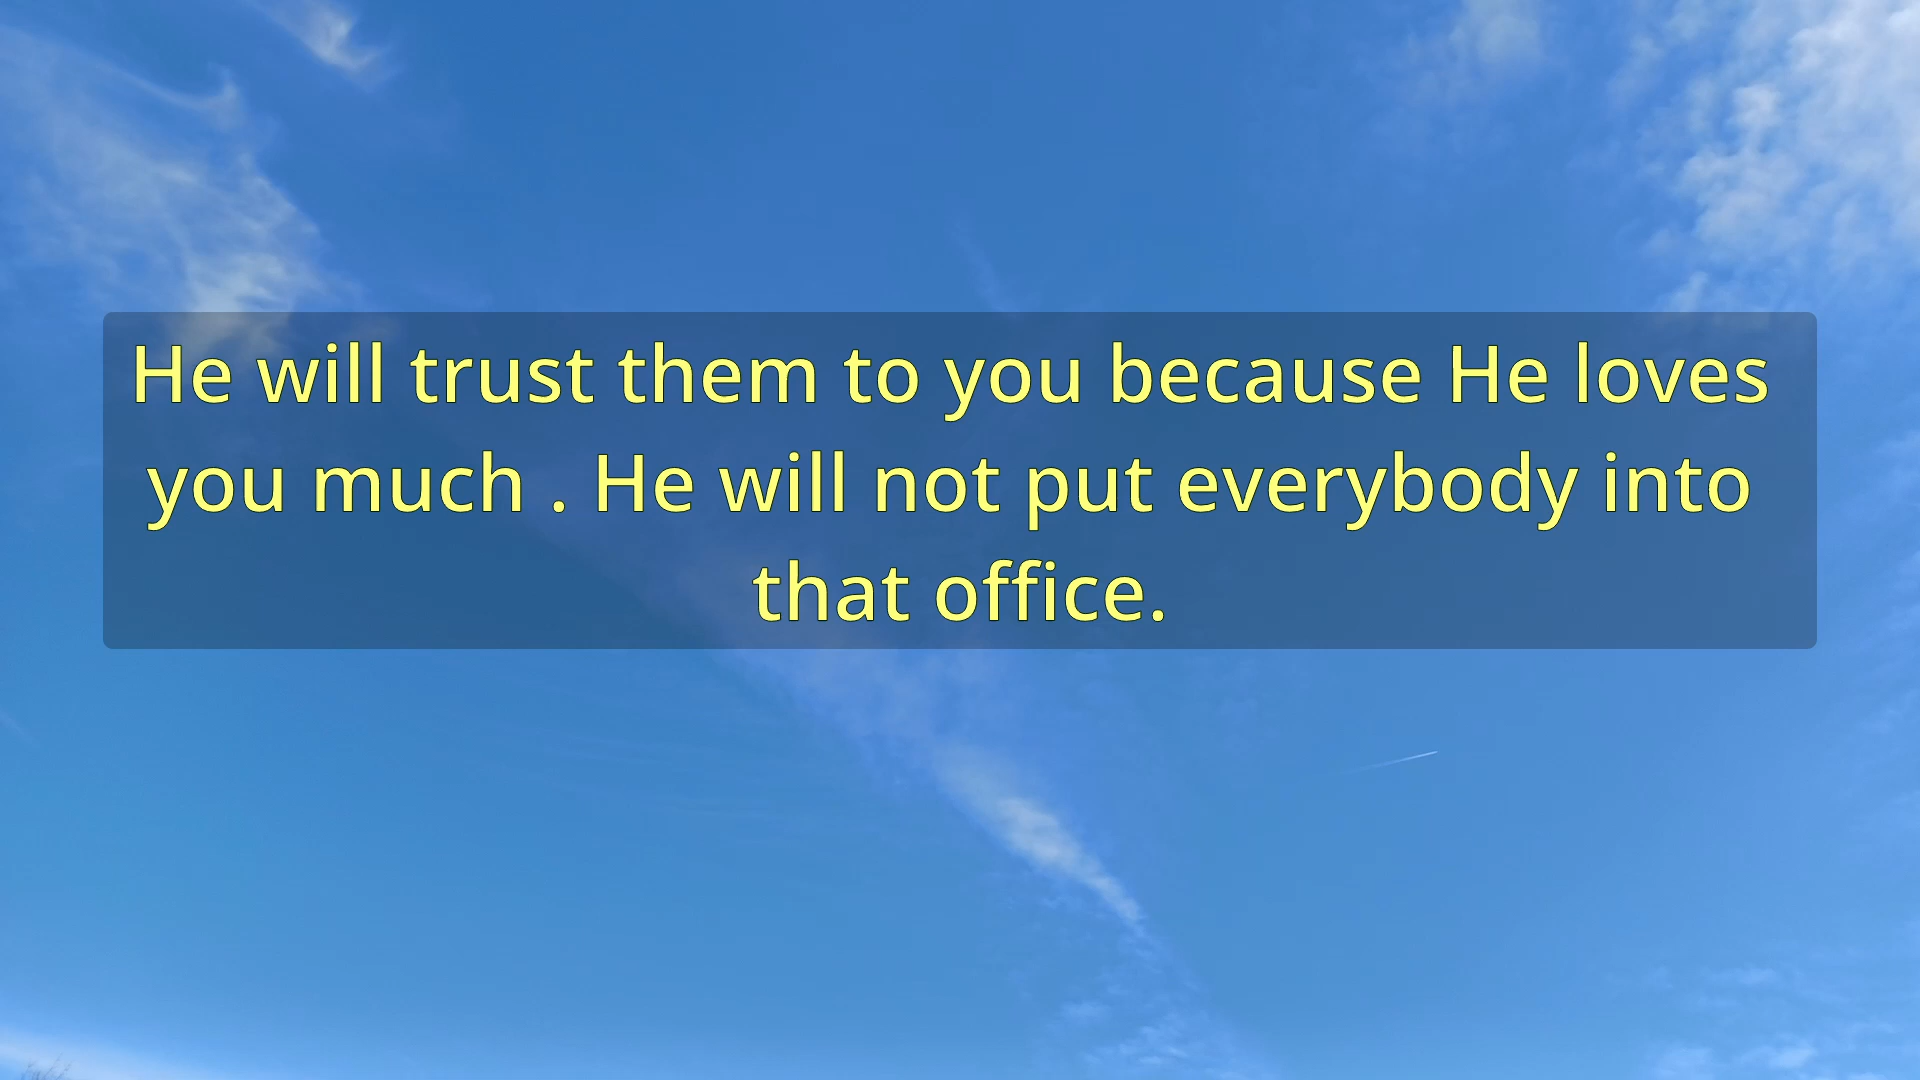 He will trust them to you because He loves
you much . He will not put everybody into
that office.